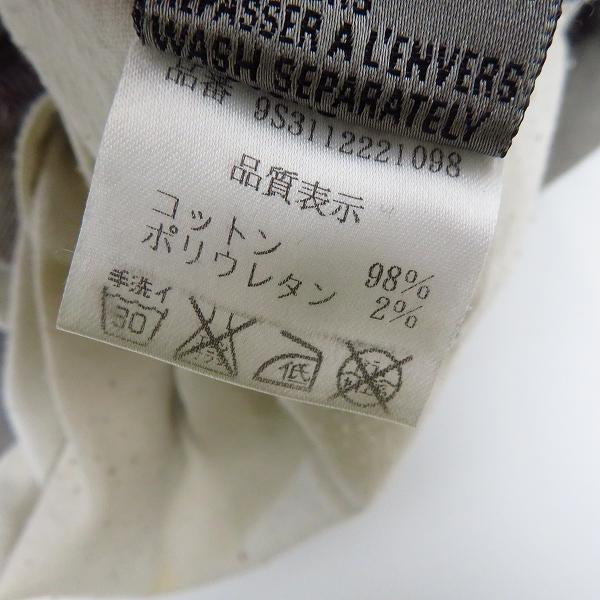 REPASSER A L'ENVERS
WASH SEPARATELY
品番 9S3112221098
品質表示
コットン 98%
ポリウレタン 2%
手洗イ
30
低